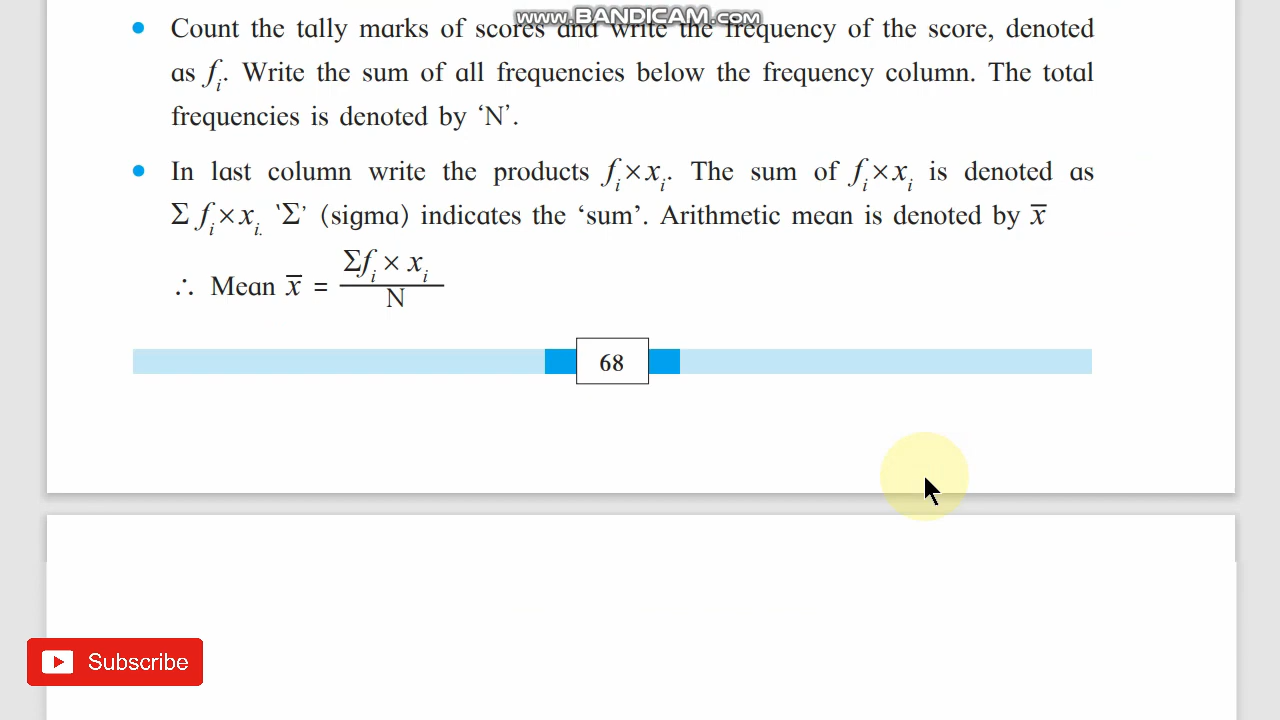 www.BANDICAM.com
• Count the tally marks of scores and write the frequency of the score, denoted
as fᵢ. Write the sum of all frequencies below the frequency column. The total
frequencies is denoted by ‘N’.
• In last column write the products fᵢ×xᵢ. The sum of fᵢ×xᵢ is denoted as
Σ fᵢ×xᵢ. ‘Σ’ (sigma) indicates the ‘sum’. Arithmetic mean is denoted by x̅
∴ Mean x̅ = Σfᵢ × xᵢ / N
68
Subscribe